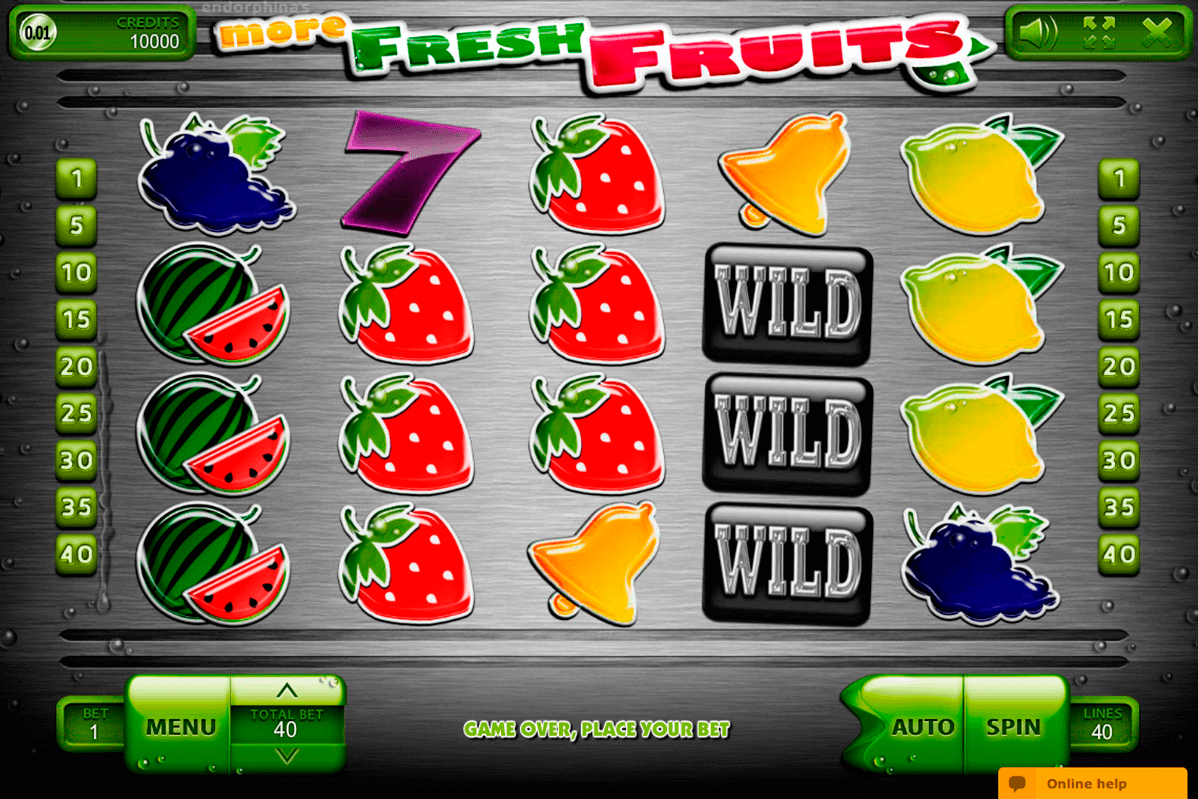 endorphina's
0.01
CREDITS
10000
more FRESH FRUITS
1
5
10
15
20
25
30
35
40
7
WILD
WILD
WILD
1
5
10
15
20
25
30
35
40
BET
1
MENU
TOTAL BET
40
GAME OVER, PLACE YOUR BET
AUTO
SPIN
LINES
40
Online help